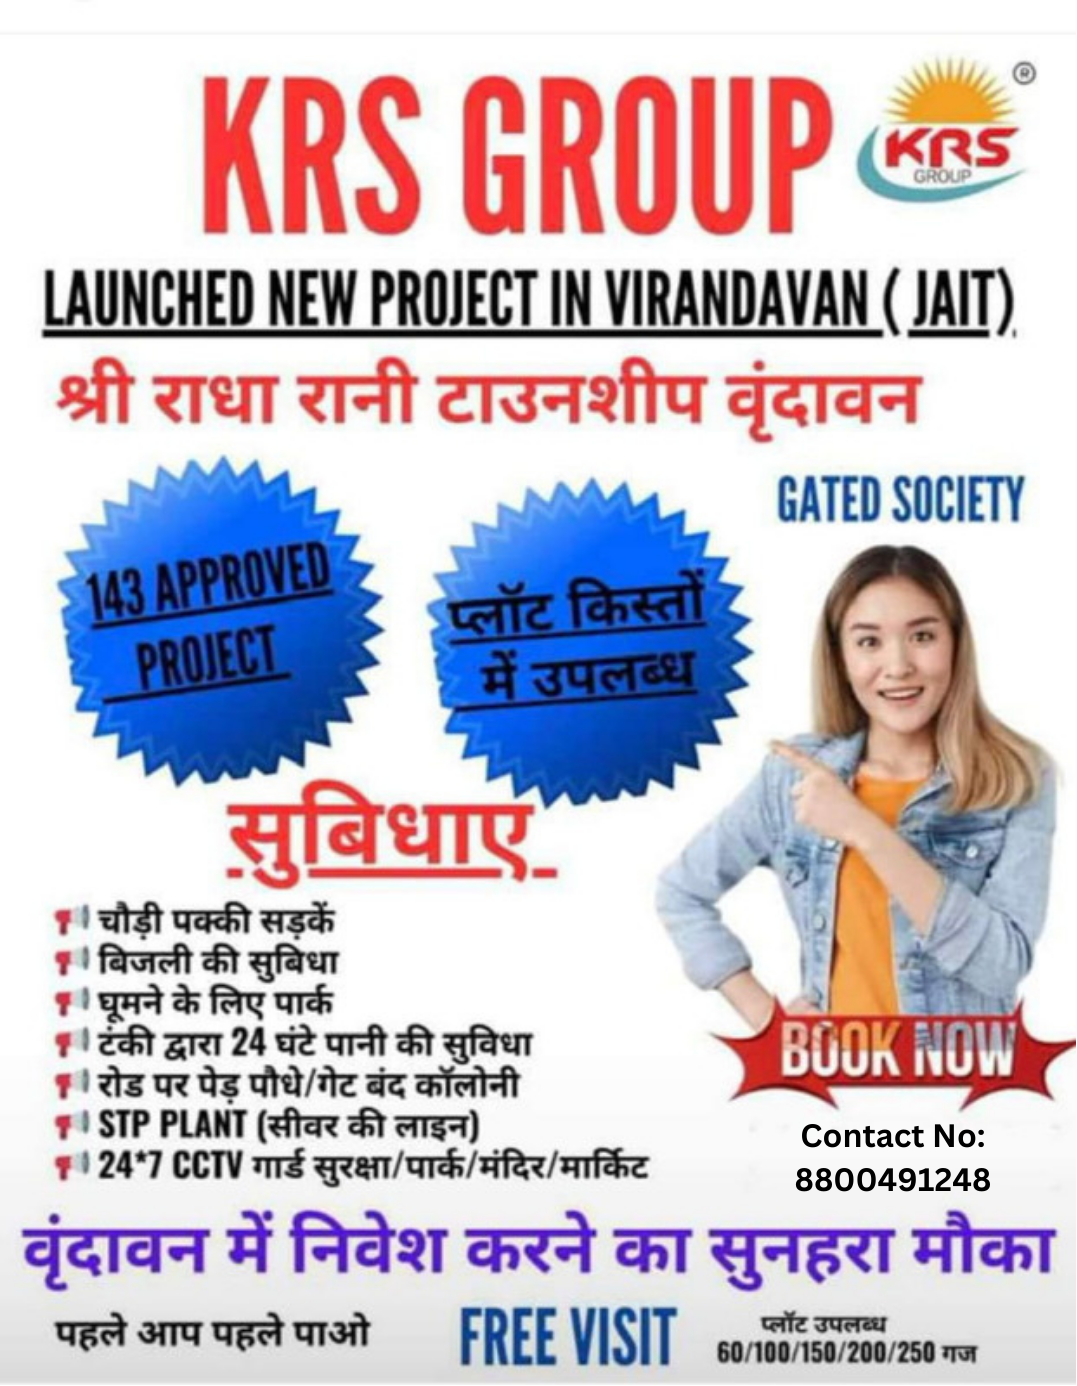 KRS GROUP
®
KRS
GROUP
LAUNCHED NEW PROJECT IN VIRANDAVAN ( JAIT)
श्री राधा रानी टाउनशीप वृंदावन
GATED SOCIETY
143 APPROVED
PROJECT
प्लॉट किस्तों
में उपलब्ध
सुबिधाए
चौड़ी पक्की सड़कें
बिजली की सुबिधा
घूमने के लिए पार्क
टंकी द्वारा 24 घंटे पानी की सुविधा
रोड पर पेड़ पौधे/गेट बंद कॉलोनी
STP PLANT (सीवर की लाइन)
24*7 CCTV गार्ड सुरक्षा/पार्क/मंदिर/मार्किट
BOOK NOW
Contact No:
8800491248
वृंदावन में निवेश करने का सुनहरा मौका
पहले आप पहले पाओ
FREE VISIT
प्लॉट उपलब्ध
60/100/150/200/250 गज